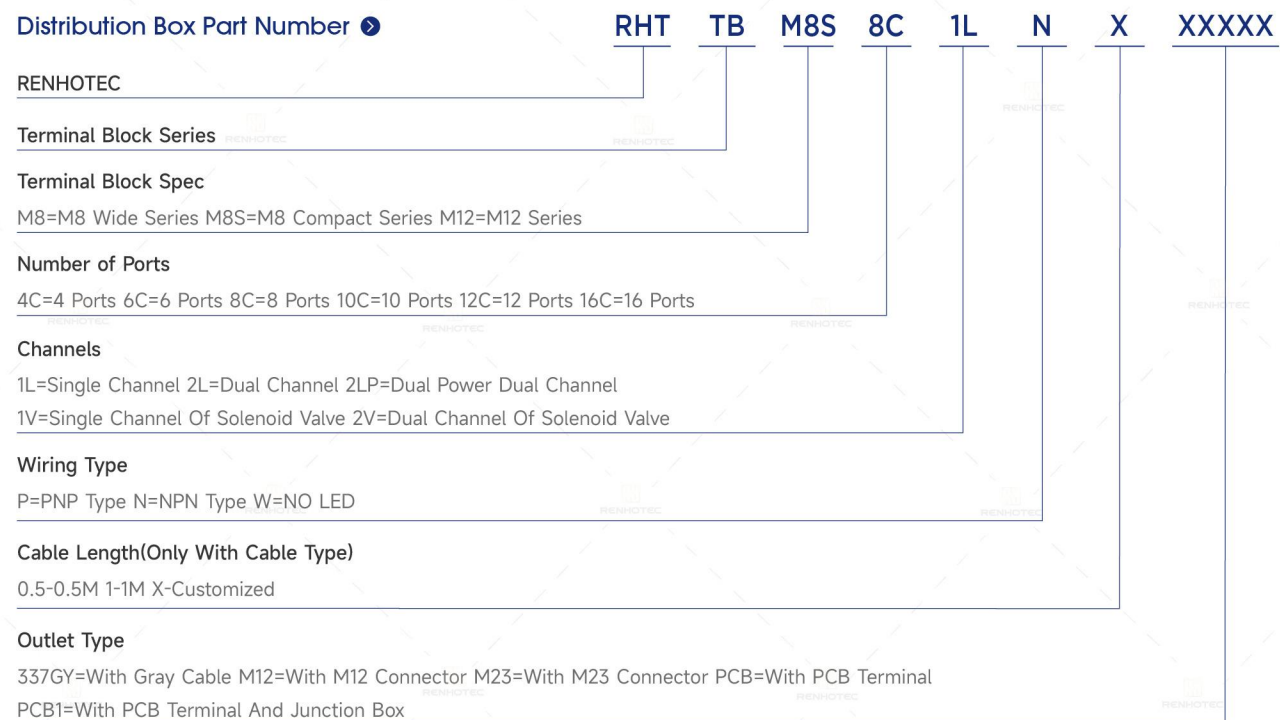 Distribution Box Part Number RHT TB M8S 8C 1L N X XXXXX
RENHOTEC
Terminal Block Series
Terminal Block Spec
M8=M8 Wide Series M8S=M8 Compact Series M12=M12 Series
Number of Ports
4C=4 Ports 6C=6 Ports 8C=8 Ports 10C=10 Ports 12C=12 Ports 16C=16 Ports
Channels
1L=Single Channel 2L=Dual Channel 2LP=Dual Power Dual Channel
1V=Single Channel Of Solenoid Valve 2V=Dual Channel Of Solenoid Valve
Wiring Type
P=PNP Type N=NPN Type W=NO LED
Cable Length(Only With Cable Type)
0.5-0.5M 1-1M X-Customized
Outlet Type
337GY=With Gray Cable M12=With M12 Connector M23=With M23 Connector PCB=With PCB Terminal
PCB1=With PCB Terminal And Junction Box